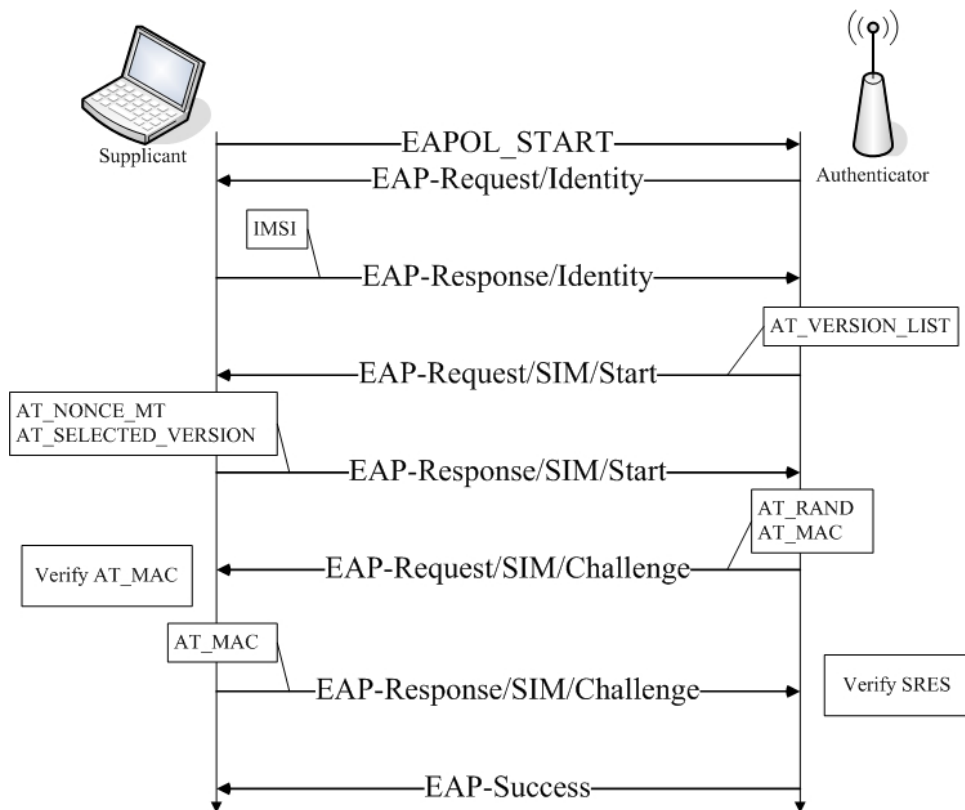 Supplicant
Authenticator
EAPOL_START
EAP-Request/Identity
IMSI
EAP-Response/Identity
AT_VERSION_LIST
EAP-Request/SIM/Start
AT_NONCE_MT
AT_SELECTED_VERSION
EAP-Response/SIM/Start
AT_RAND
AT_MAC
EAP-Request/SIM/Challenge
Verify AT_MAC
AT_MAC
EAP-Response/SIM/Challenge
Verify SRES
EAP-Success